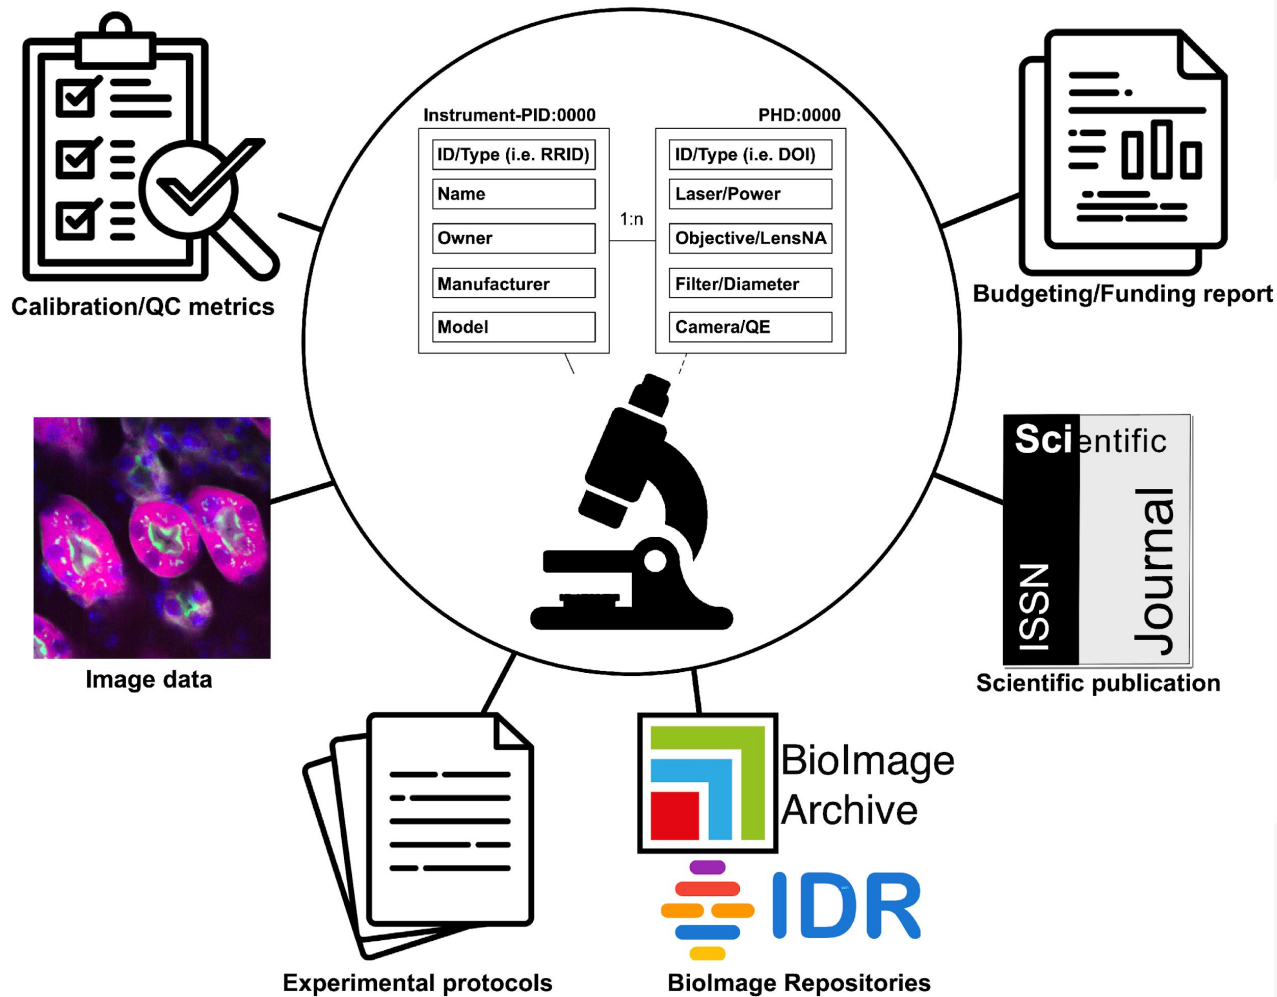 Instrument-PID:0000
ID/Type (i.e. RRID)
Name
Owner
Manufacturer
Model
1:n
PHD:0000
ID/Type (i.e. DOI)
Laser/Power
Objective/LensNA
Filter/Diameter
Camera/QE
Calibration/QC metrics
Budgeting/Funding report
Image data
Scientific
Journal
ISSN
Scientific publication
Experimental protocols
BioImage
Archive
IDR
BioImage Repositories